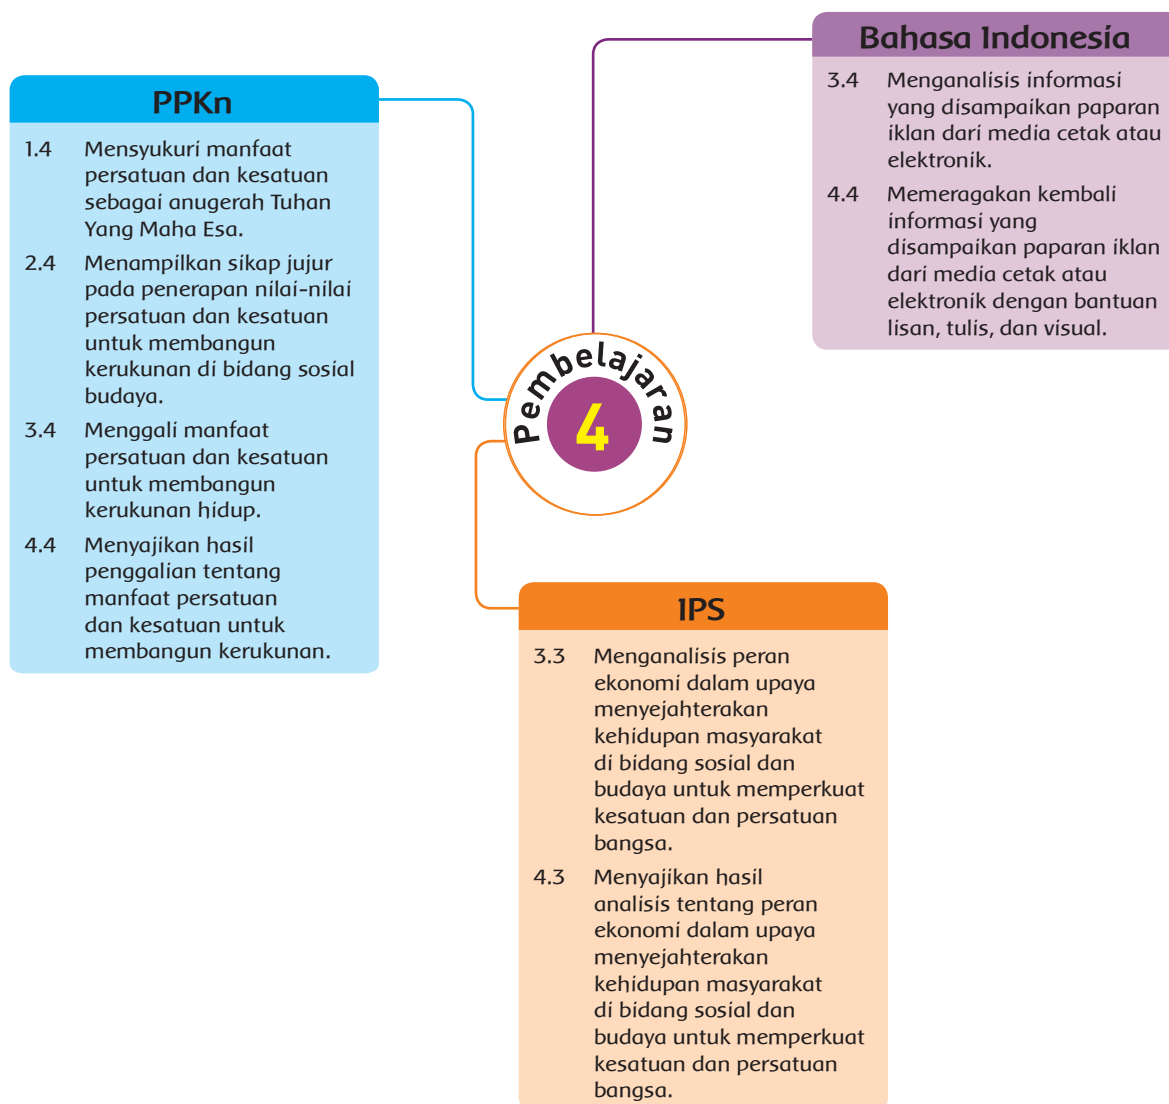 Bahasa Indonesia
3.4 Menganalisis informasi
yang disampaikan paparan
iklan dari media cetak atau
elektronik.
4.4 Memeragakan kembali
informasi yang
disampaikan paparan iklan
dari media cetak atau
elektronik dengan bantuan
lisan, tulis, dan visual.
PPKn
1.4 Mensyukuri manfaat
persatuan dan kesatuan
sebagai anugerah Tuhan
Yang Maha Esa.
2.4 Menampilkan sikap jujur
pada penerapan nilai-nilai
persatuan dan kesatuan
untuk membangun
kerukunan di bidang sosial
budaya.
3.4 Menggali manfaat
persatuan dan kesatuan
untuk membangun
kerukunan hidup.
4.4 Menyajikan hasil
penggalian tentang
manfaat persatuan
dan kesatuan untuk
membangun kerukunan.
Pembelajaran
4
IPS
3.3 Menganalisis peran
ekonomi dalam upaya
menyejahterakan
kehidupan masyarakat
di bidang sosial dan
budaya untuk memperkuat
kesatuan dan persatuan
bangsa.
4.3 Menyajikan hasil
analisis tentang peran
ekonomi dalam upaya
menyejahterakan
kehidupan masyarakat
di bidang sosial dan
budaya untuk memperkuat
kesatuan dan persatuan
bangsa.